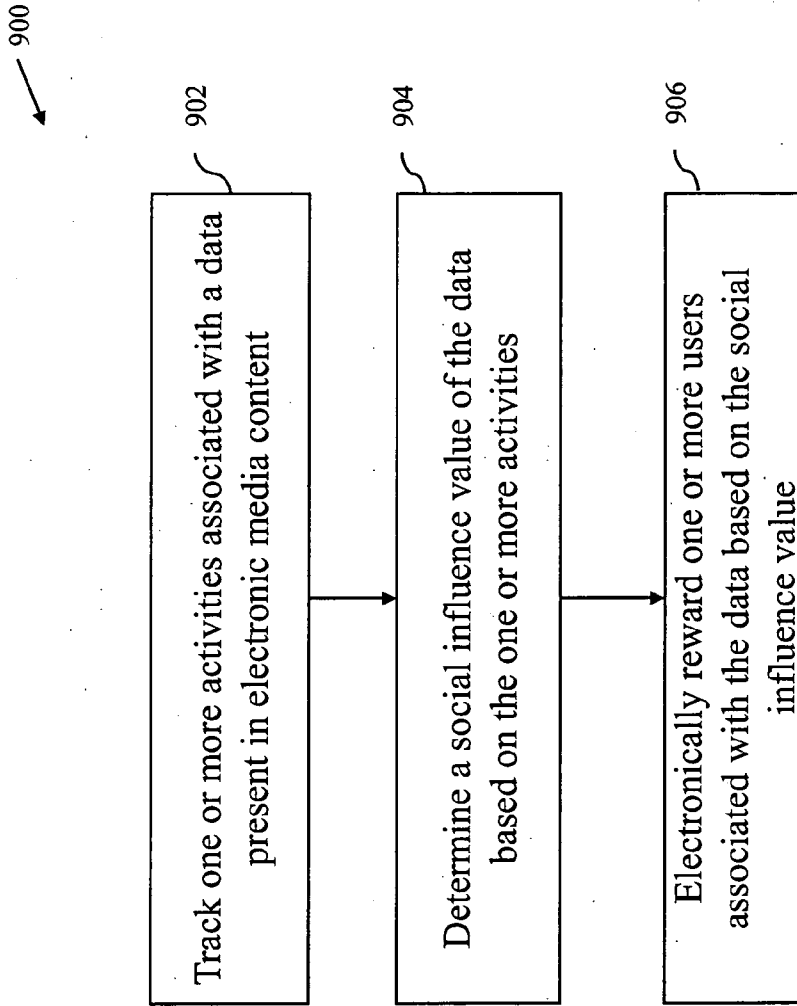 900
902
Track one or more activities associated with a data
present in electronic media content
904
Determine a social influence value of the data
based on the one or more activities
906
Electronically reward one or more users
associated with the data based on the social
influence value